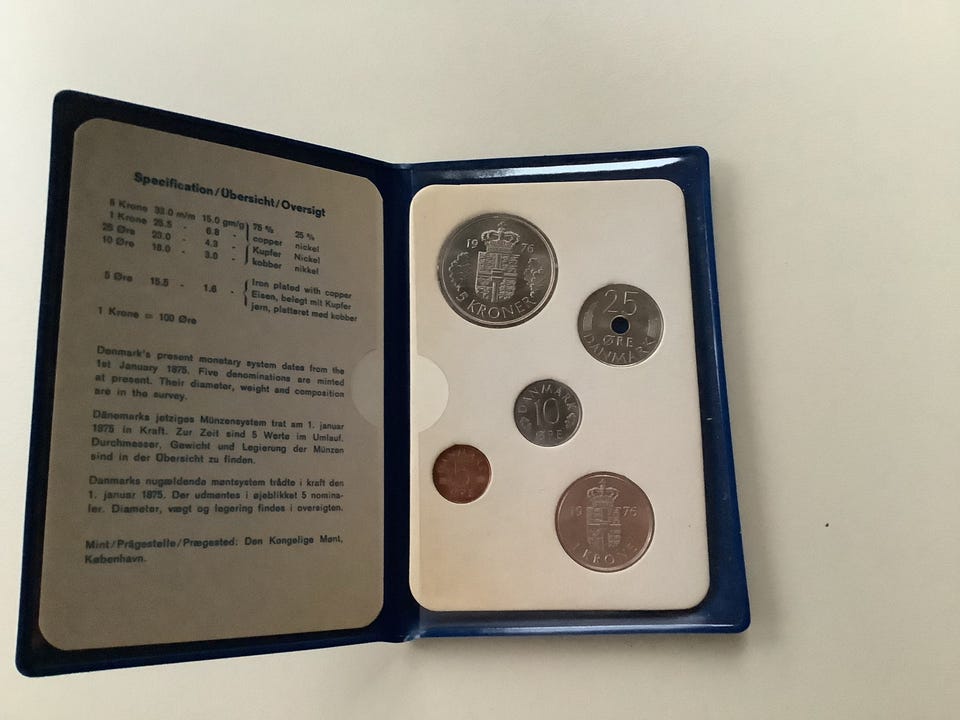 Specification/Übersicht/Oversigt
5 Krone 33.0 m/m 15.0 gm/g 75 % 25 %
1 Krone 25.5 - 6.8 - copper nickel
25 Øre 23.0 - 4.3 - Kupfer Nickel
10 Øre 18.0 - 3.0 - kobber nikkel
5 Øre 15.5 - 1.6 - Iron plated with copper
Eisen, belegt mit Kupfer
jern, pletteret med kobber
1 Krone = 100 Øre
Denmark's present monetary system dates from the
1st January 1875. Five denominations are minted
at present. Their diameter, weight and composition
are in the survey.
Dänemarks jetziges Münzensystem trat am 1. januar
1875 in Kraft. Zur Zeit sind 5 Werte im Umlauf.
Durchmesser, Gewicht und Legierung der Münzen
sind in der Übersicht zu finden.
Danmarks nugældende møntsystem trådte i kraft den
1. januar 1875. Der udmøntes i øjeblikket 5 nomina-
ler. Diameter, vægt og legering findes i oversigten.
Mint/Prägestelle/Prægested: Den Kongelige Mønt,
København.
1976
5 KRONER
25
ØRE
DANMARK
DANMARK
10
ØRE
5
ØRE
1976
1 KRONE